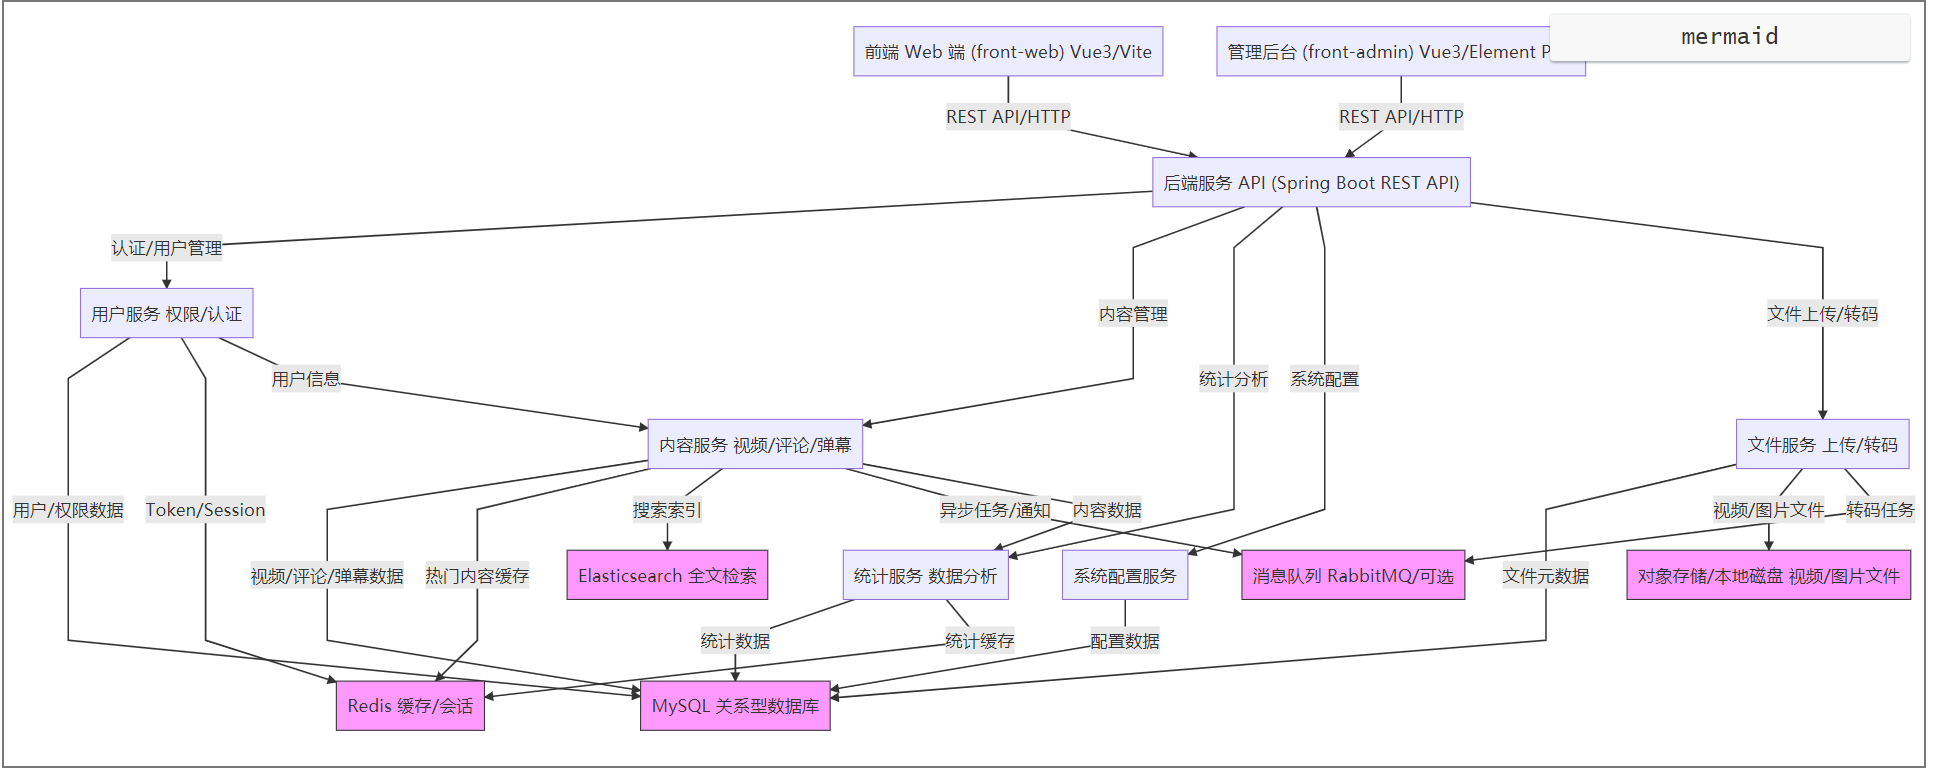 前端 Web 端 (front-web) Vue3/Vite
管理后台 (front-admin) Vue3/Element P
mermaid
REST API/HTTP
REST API/HTTP
后端服务 API (Spring Boot REST API)
认证/用户管理
用户服务 权限/认证
内容管理
文件上传/转码
用户信息
统计分析
系统配置
内容服务 视频/评论/弹幕
文件服务 上传/转码
用户/权限数据
Token/Session
搜索索引
异步任务/通知
内容数据
视频/图片文件
转码任务
视频/评论/弹幕数据
热门内容缓存
Elasticsearch 全文检索
统计服务 数据分析
系统配置服务
消息队列 RabbitMQ/可选
文件元数据
对象存储/本地磁盘 视频/图片文件
统计数据
统计缓存
配置数据
Redis 缓存/会话
MySQL 关系型数据库